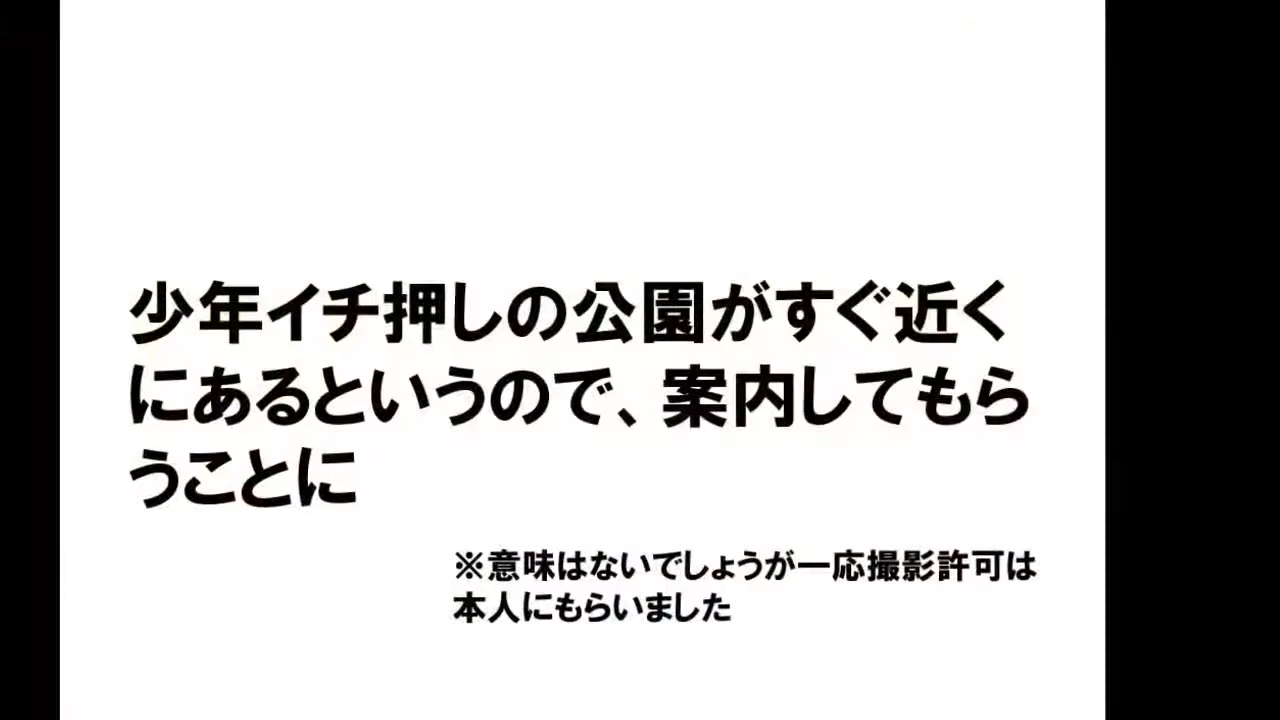 少年イチ押しの公園がすぐ近く
にあるというので、案内してもら
うことに
※意味はないでしょうが一応撮影許可は
本人にもらいました